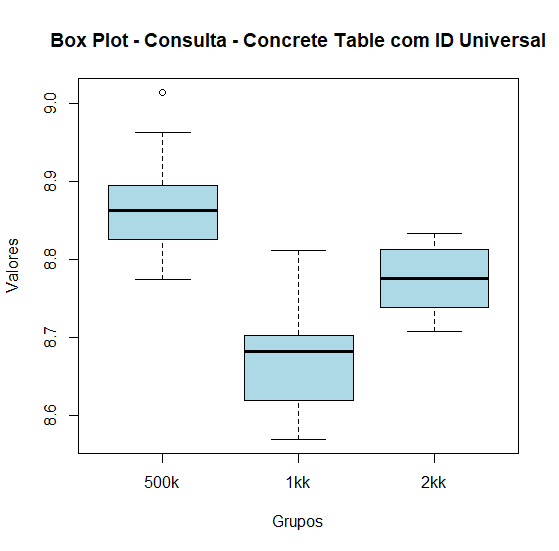 Box Plot - Consulta - Concrete Table com ID Universal
9.0
8.9
8.8
8.7
8.6
Valores
500k
1kk
2kk
Grupos